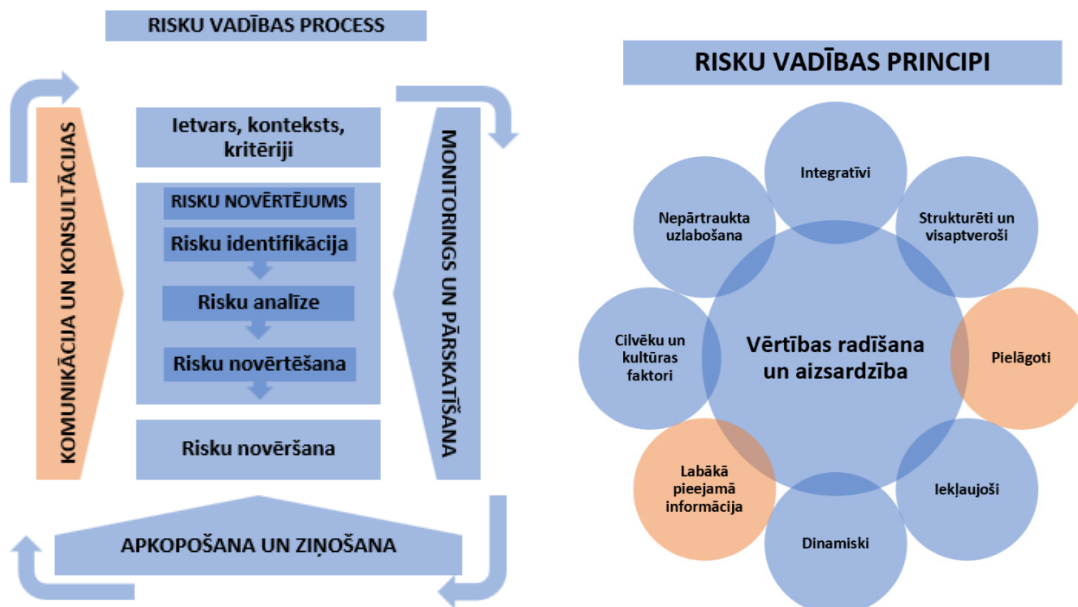 RISKU VADĪBAS PROCESS
KOMUNIKĀCIJA UN KONSULTĀCIJAS
Ietvars, konteksts,
kritēriji
RISKU NOVĒRTĒJUMS
Risku identifikācija
Risku analīze
Risku novērtēšana
Risku novēršana
MONITORINGS UN PĀRSKATĪŠANA
APKOPOŠANA UN ZIŅOŠANA
RISKU VADĪBAS PRINCIPI
Integratīvi
Strukturēti un
visaptveroši
Pielāgoti
Iekļaujoši
Dinamiski
Labākā
pieejamā
informācija
Cilvēku un
kultūras
faktori
Nepārtraukta
uzlabošana
Vērtības radīšana
un aizsardzība